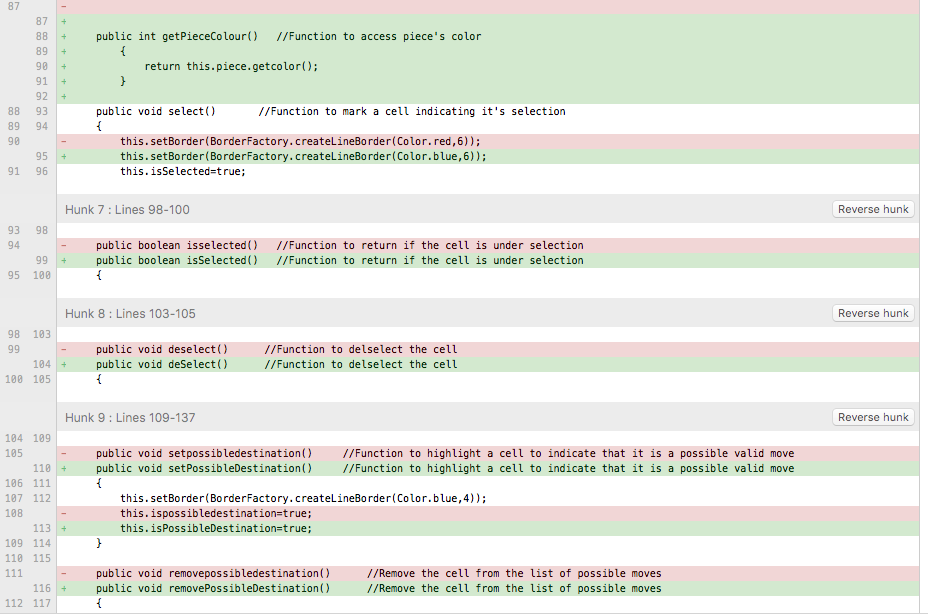 87 -
87 +
88 + public int getPieceColour() //Function to access piece's color
89 + {
90 + return this.piece.getcolor();
91 + }
92 +
88 93 public void select() //Function to mark a cell indicating it's selection
89 94 {
90 - this.setBorder(BorderFactory.createLineBorder(Color.red,6));
95 + this.setBorder(BorderFactory.createLineBorder(Color.blue,6));
91 96 this.isSelected=true;
Hunk 7 : Lines 98-100 Reverse hunk
93 98
94 - public boolean isselected() //Function to return if the cell is under selection
99 + public boolean isSelected() //Function to return if the cell is under selection
95 100 {
Hunk 8 : Lines 103-105 Reverse hunk
98 103
99 - public void deselect() //Function to delselect the cell
104 + public void deSelect() //Function to delselect the cell
100 105 {
Hunk 9 : Lines 109-137 Reverse hunk
104 109
105 - public void setpossibledestination() //Function to highlight a cell to indicate that it is a possible valid move
110 + public void setPossibleDestination() //Function to highlight a cell to indicate that it is a possible valid move
106 111 {
107 112 this.setBorder(BorderFactory.createLineBorder(Color.blue,4));
108 - this.ispossibledestination=true;
113 + this.isPossibleDestination=true;
109 114 }
110 115
111 - public void removepossibledestination() //Remove the cell from the list of possible moves
116 + public void removePossibleDestination() //Remove the cell from the list of possible moves
112 117 {